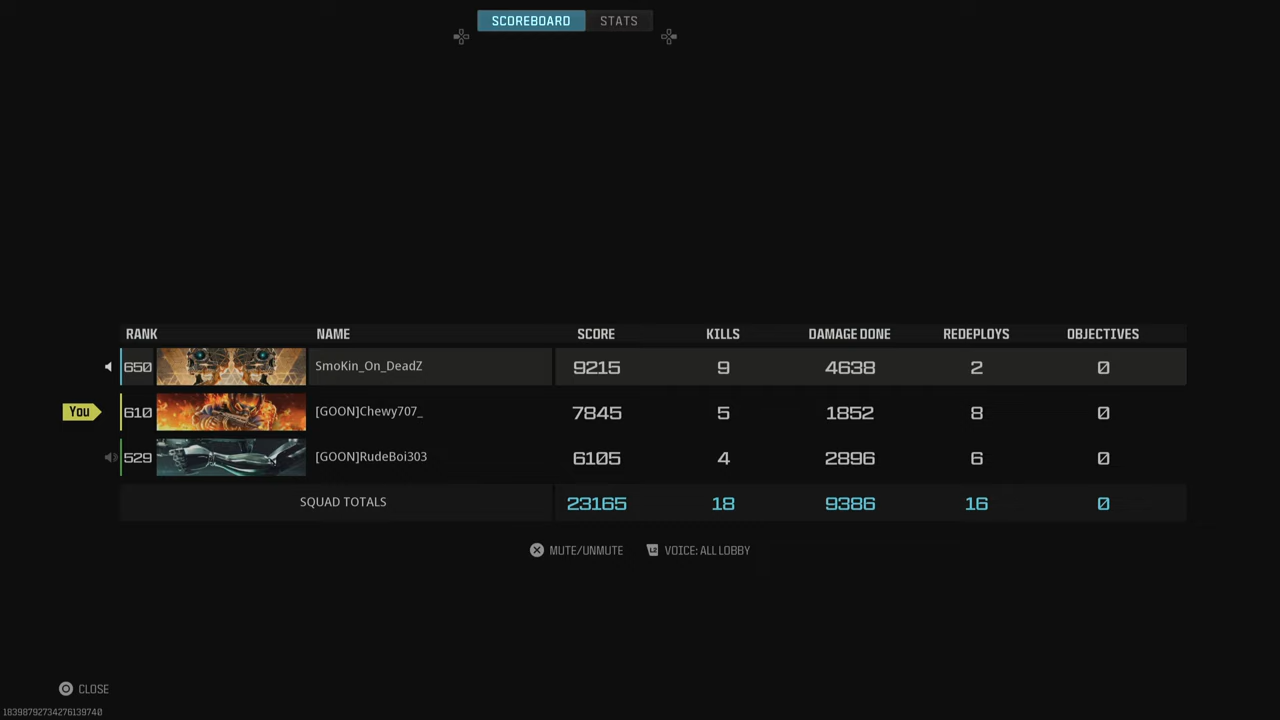 SCOREBOARD STATS
RANK NAME SCORE KILLS DAMAGE DONE REDEPLOYS OBJECTIVES
650 SmoKin_On_DeadZ 9215 9 4638 2 0
You 610 [GOON]Chewy707_ 7845 5 1852 8 0
529 [GOON]RudeBoi303 6105 4 2896 6 0
SQUAD TOTALS 23165 18 9386 16 0
MUTE/UNMUTE L2 VOICE: ALL LOBBY
CLOSE
18398792734276139740